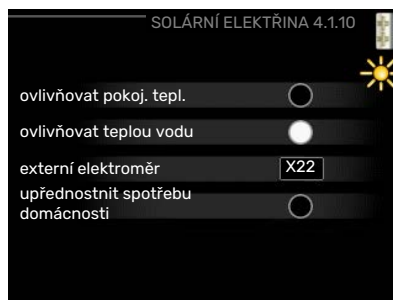 SOLÁRNÍ ELEKTŘINA 4.1.10
ovlivňovat pokoj. tepl.
ovlivňovat teplou vodu
externí elektroměr X22
upřednostnit spotřebu
domácnosti